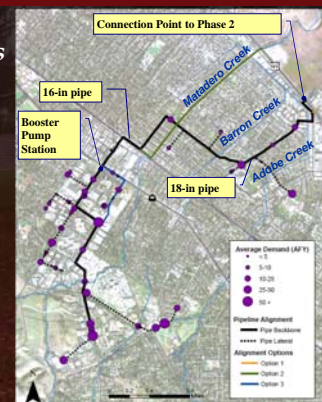 s
Connection Point to Phase 2
16-in pipe
Matadero Creek
Barron Creek
Booster
Pump
Station
18-in pipe
Adobe Creek
Average Demand (AFY)
< 5
5-10
10-25
25-50
50 +
Pipeline Alignment
Pipe Backbone
Pipe Lateral
Alignment Options
Option 1
Option 2
Option 3